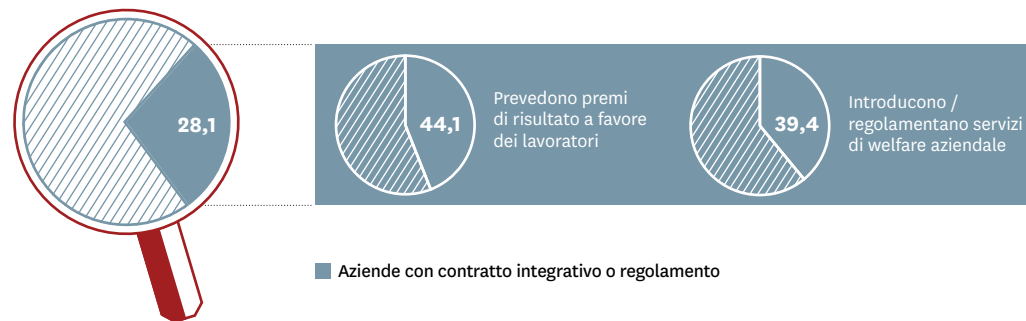 28,1
44,1
Prevedono premi
di risultato a favore
dei lavoratori
39,4
Introducono /
regolamentano servizi
di welfare aziendale
Aziende con contratto integrativo o regolamento